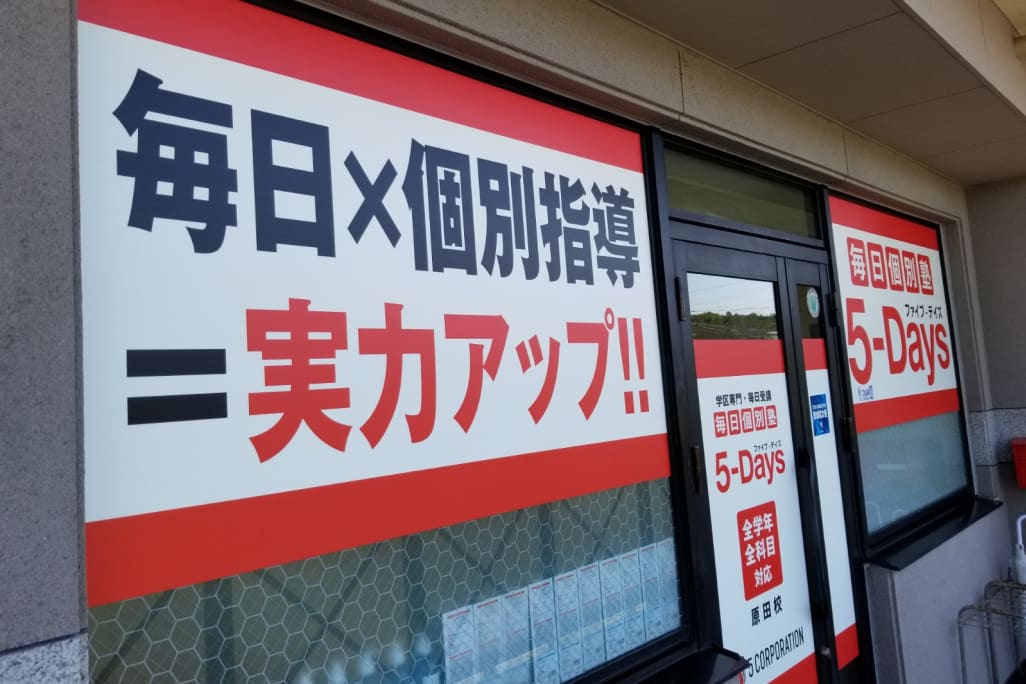 毎日×個別指導
=実力アップ!!
学区専門・毎日受講
毎日個別塾
ファイブ・デイズ
5-Days
全学年
全科目
対応
原田校
5 CORPORATION
毎日個別塾
ファイブ・デイズ
5-Days